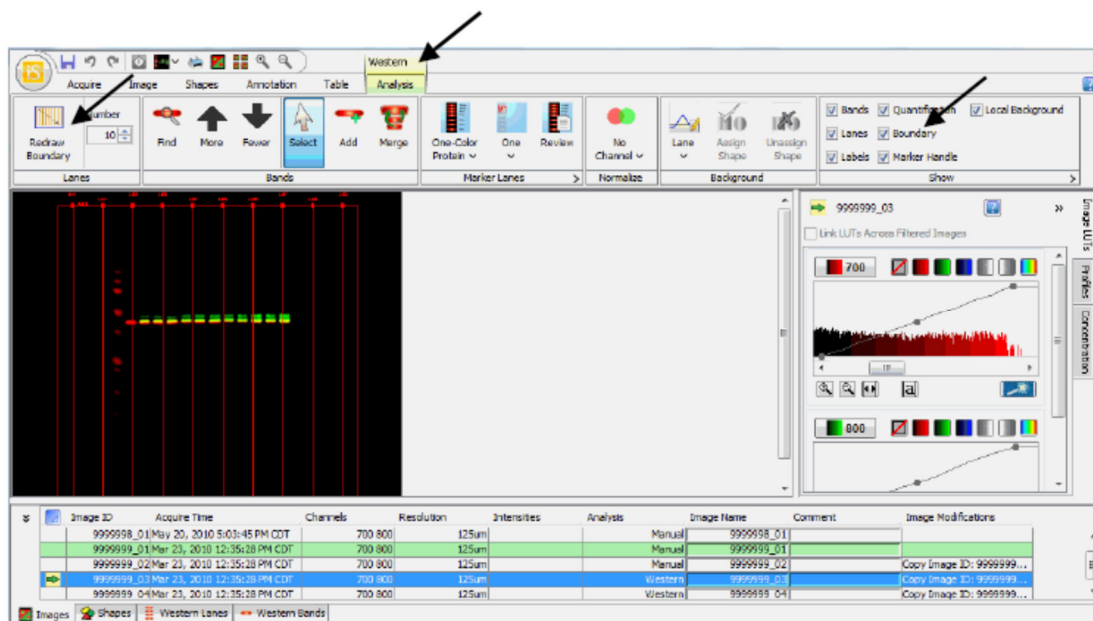 Western
iS
Acquire Image Shapes Annotation Table Analysis
Number
10
Redraw Boundary
Find More Fewer Select Add Merge
One-Color Protein One Review
No Channel
Lane Assign Shape Unassign Shape
Bands Quantification Local Background
Lanes Boundary
Labels Marker Handle
Lanes Bands Marker Lanes Normalize Background Show
9999999_03
Link LUTs Across Filtered Images
700
a
800
Image LUTs
Profiles
Concentration
Image ID Acquire Time Channels Resolution Intensities Analysis Image Name Comment Image Modifications
9999998_01 May 20, 2010 5:03:45 PM CDT 700 800 125um Manual 9999998_01
9999999_01 Mar 23, 2010 12:35:28 PM CDT 700 800 125um Manual 9999999_01
9999999_02 Mar 23, 2010 12:35:28 PM CDT 700 800 125um Manual 9999999_02 Copy Image ID: 9999999...
9999999_03 Mar 23, 2010 12:35:28 PM CDT 700 800 125um Western 9999999_03 Copy Image ID: 9999999...
9999999_04 Mar 23, 2010 12:35:28 PM CDT 700 800 125um Western 9999999_04 Copy Image ID: 9999999...
Images Shapes Western Lanes Western Bands